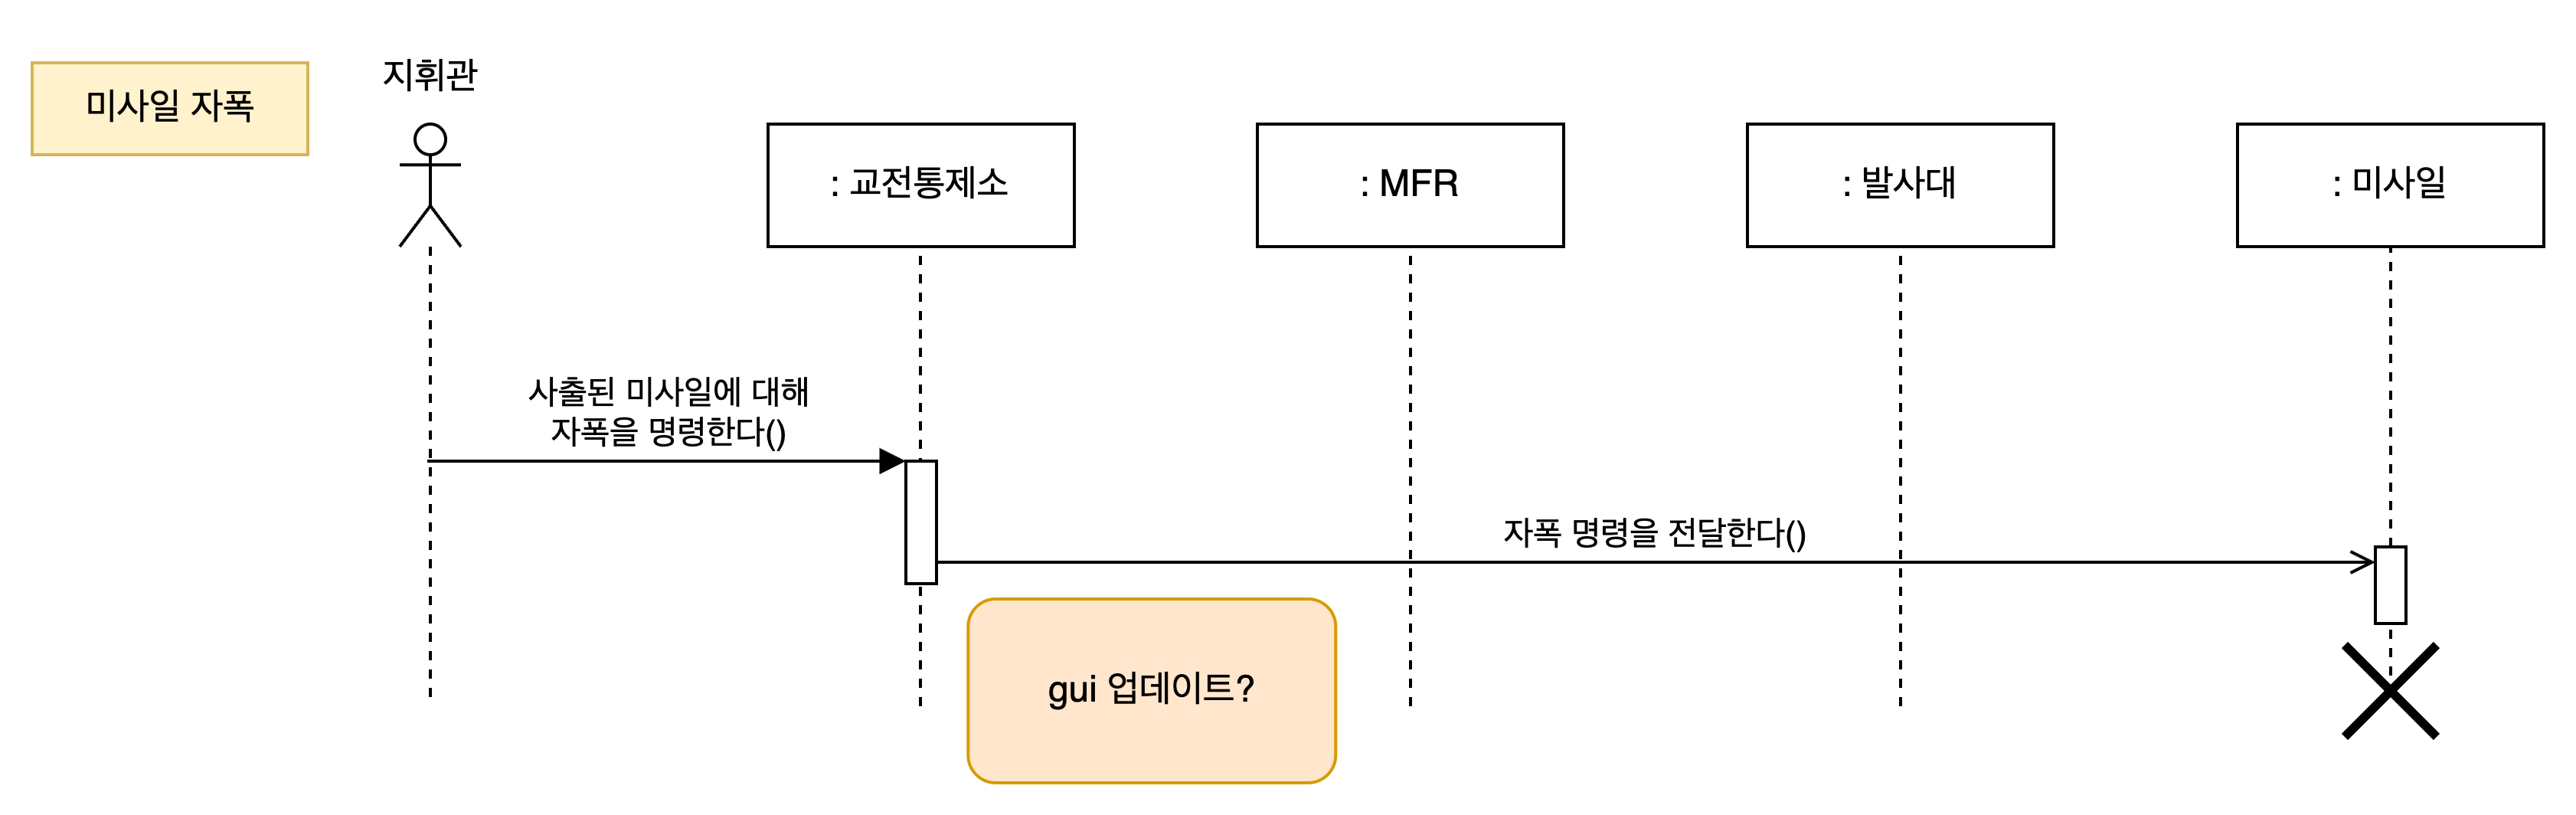 미사일 자폭
지휘관
: 교전통제소
: MFR
: 발사대
: 미사일
사출된 미사일에 대해
자폭을 명령한다()
자폭 명령을 전달한다()
gui 업데이트?